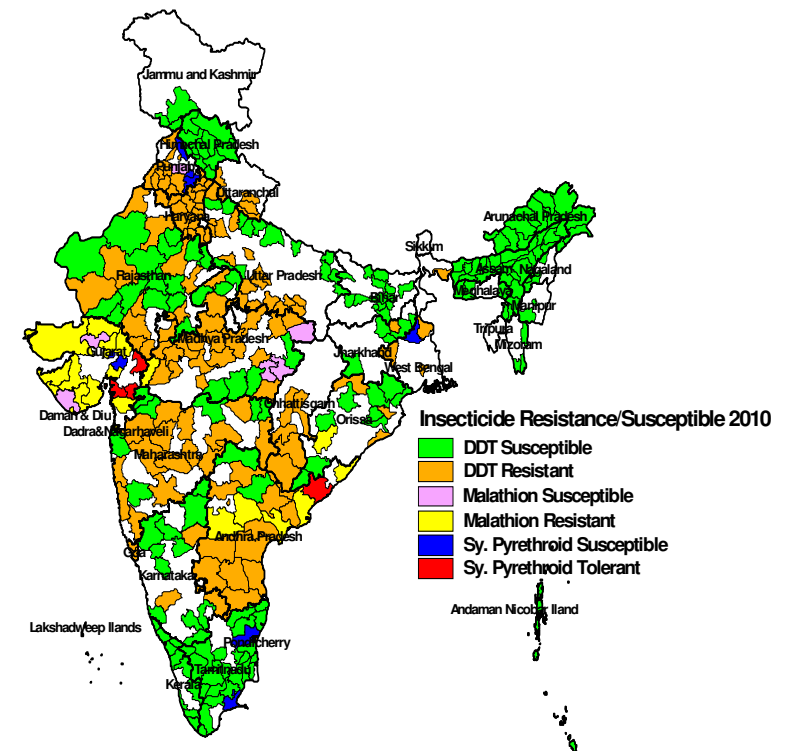 Jammu and Kashmir
Himachal Pradesh
Punjab
Uttaranchal
Haryana
Arunachal Pradesh
Sikkim
Rajasthan
Uttar Pradesh
Assam
Nagaland
Bihar
Meghalaya
Manipur
Gujarat
Madhya Pradesh
Tripura
Mizoram
Jharkhand
West Bengal
Chhattisgarh
Daman & Diu
Orissa
Dadra&Nagarhaveli
Maharashtra
Insecticide Resistance/Susceptible 2010
DDT Susceptible
DDT Resistant
Malathion Susceptible
Malathion Resistant
Sy. Pyrethroid Susceptible
Sy. Pyrethroid Tolerant
Andhra Pradesh
Goa
Karnataka
Andaman Nicobar Iland
Lakshadweep Ilands
Pondicherry
Tamilnadu
Kerala